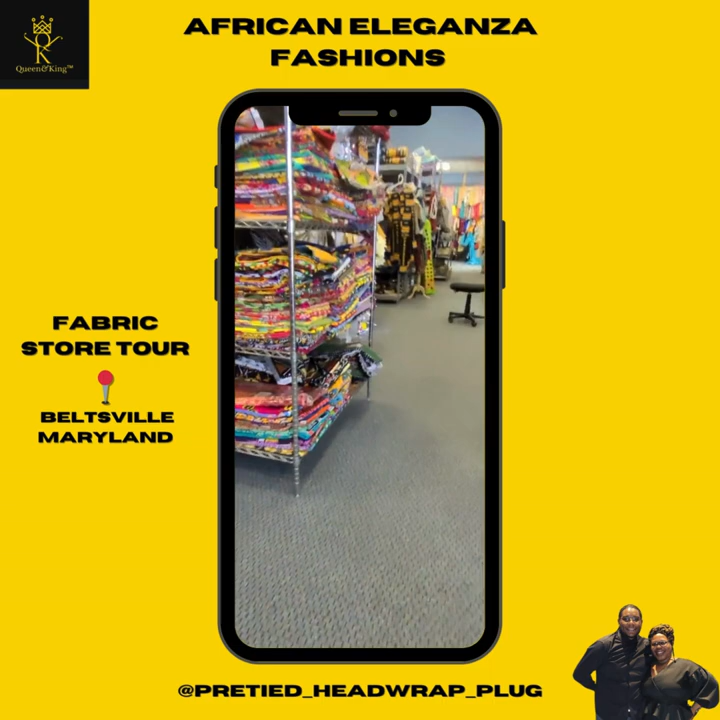 Queen&King™
AFRICAN ELEGANZA
FASHIONS
FABRIC
STORE TOUR
BELTSVILLE
MARYLAND
@PRETIED_HEADWRAP_PLUG